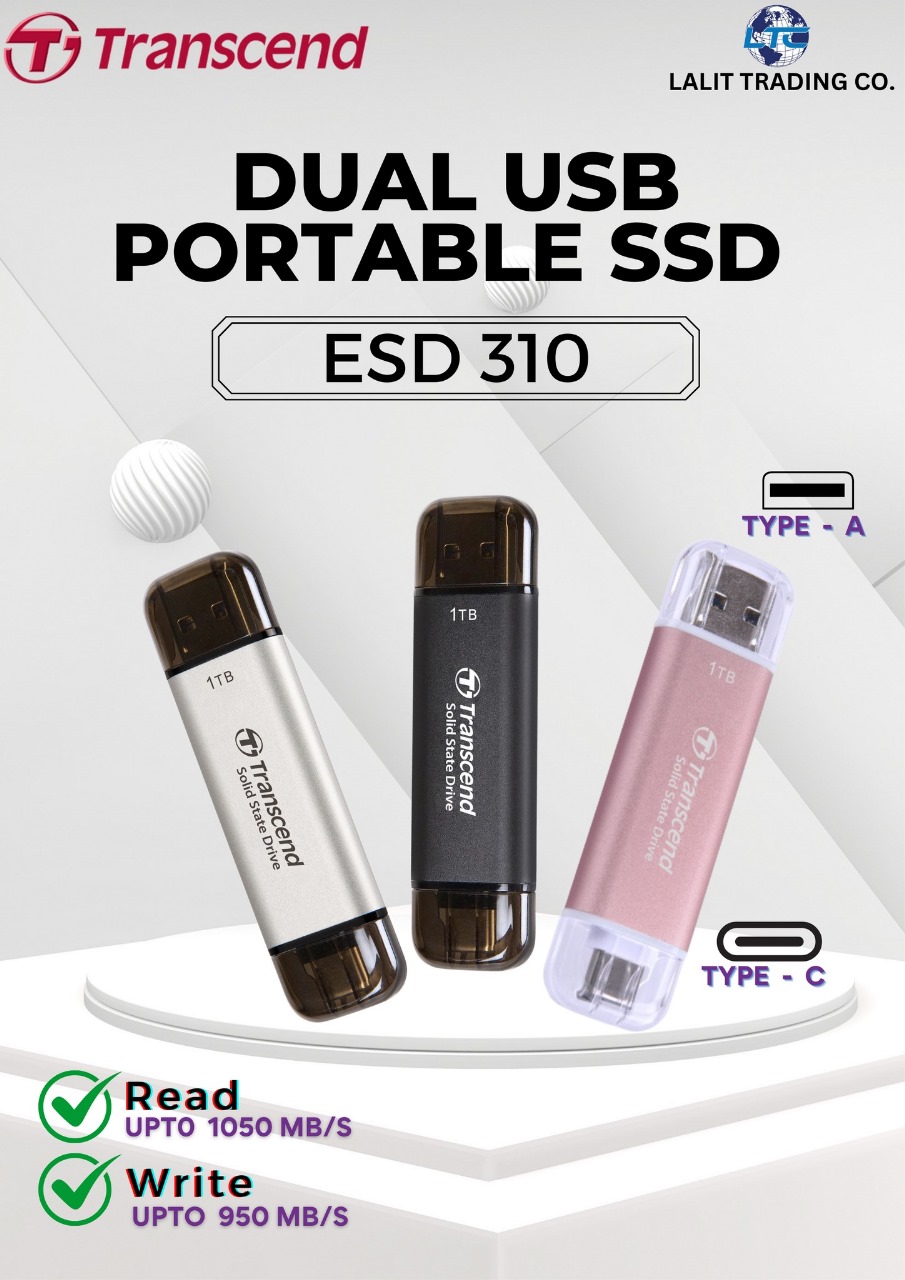 Transcend
LTC
LALIT TRADING CO.
DUAL USB
PORTABLE SSD
ESD 310
TYPE - A
1TB
Transcend
Solid State Drive
1TB
Transcend
Solid State Drive
1TB
Transcend
Solid State Drive
TYPE - C
Read
UPTO 1050 MB/S
Write
UPTO 950 MB/S